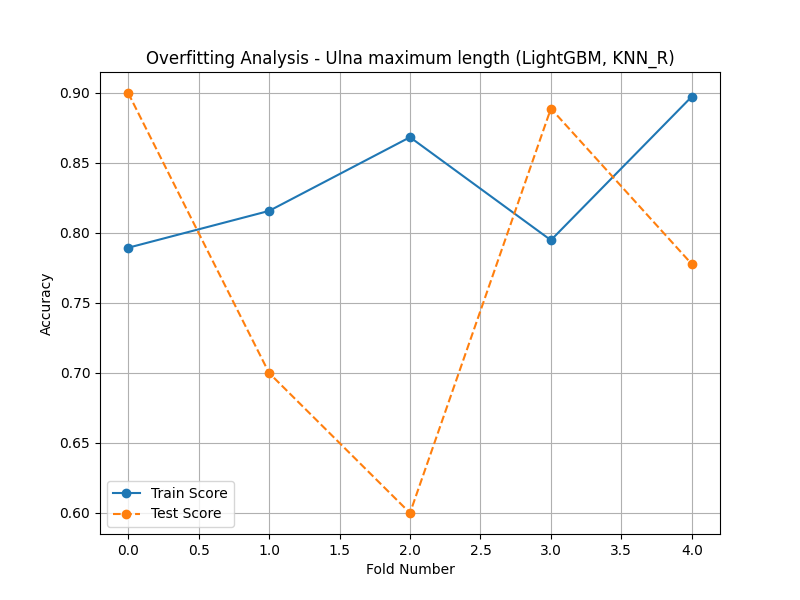 Overfitting Analysis - Ulna maximum length (LightGBM, KNN_R)
0.90
0.85
0.80
0.75
0.70
0.65
0.60
Accuracy
Train Score
Test Score
0.0 0.5 1.0 1.5 2.0 2.5 3.0 3.5 4.0
Fold Number